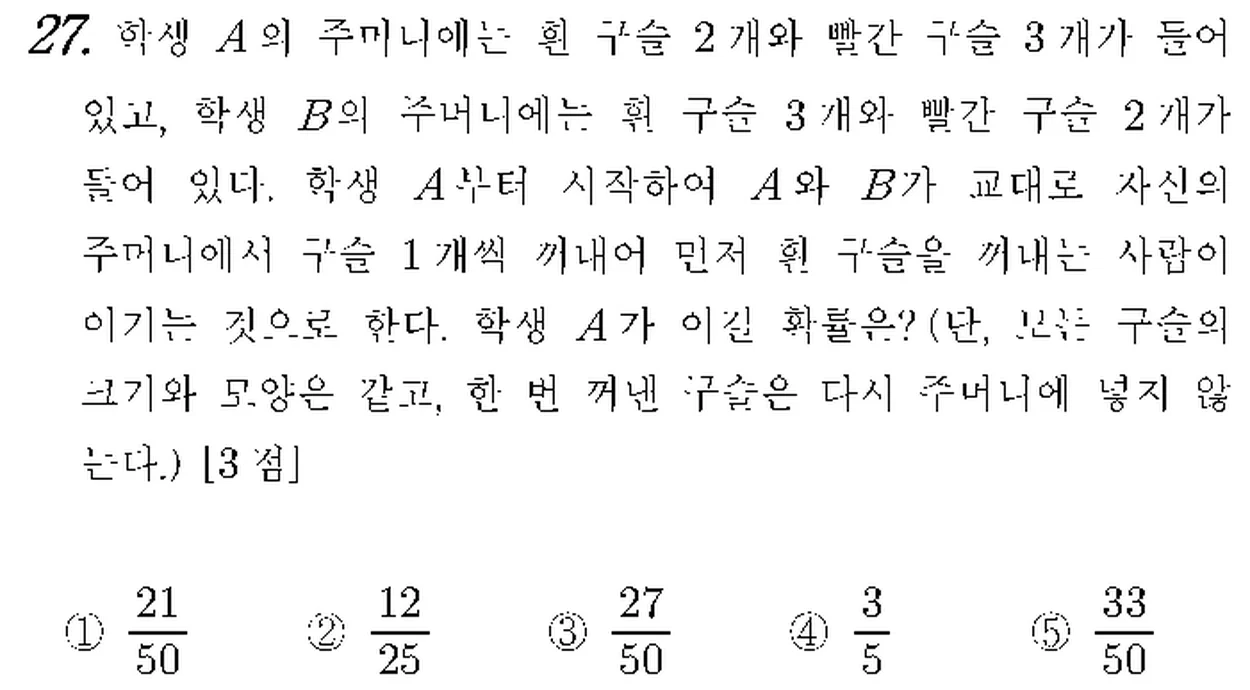 27. 학생 A의 주머니에는 흰 구슬 2개와 빨간 구슬 3개가 들어
있고, 학생 B의 주머니에는 흰 구슬 3개와 빨간 구슬 2개가
들어 있다. 학생 A부터 시작하여 A와 B가 교대로 자신의
주머니에서 구슬 1개씩 꺼내어 먼저 흰 구슬을 꺼내는 사람이
이기는 것으로 한다. 학생 A가 이길 확률은? (단, 모든 구슬의
크기와 모양은 같고, 한 번 꺼낸 구슬은 다시 주머니에 넣지 않
는다.) [3점]
① 21/50 ② 12/25 ③ 27/50 ④ 3/5 ⑤ 33/50